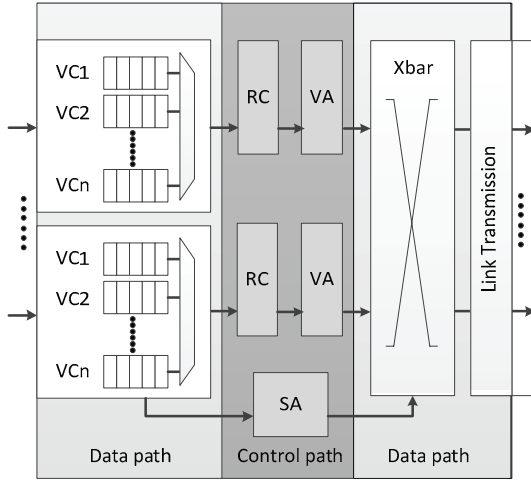 VC1
VC2
VCn
RC
VA
Xbar
Link Transmission
VC1
VC2
VCn
RC
VA
SA
Data path
Control path
Data path